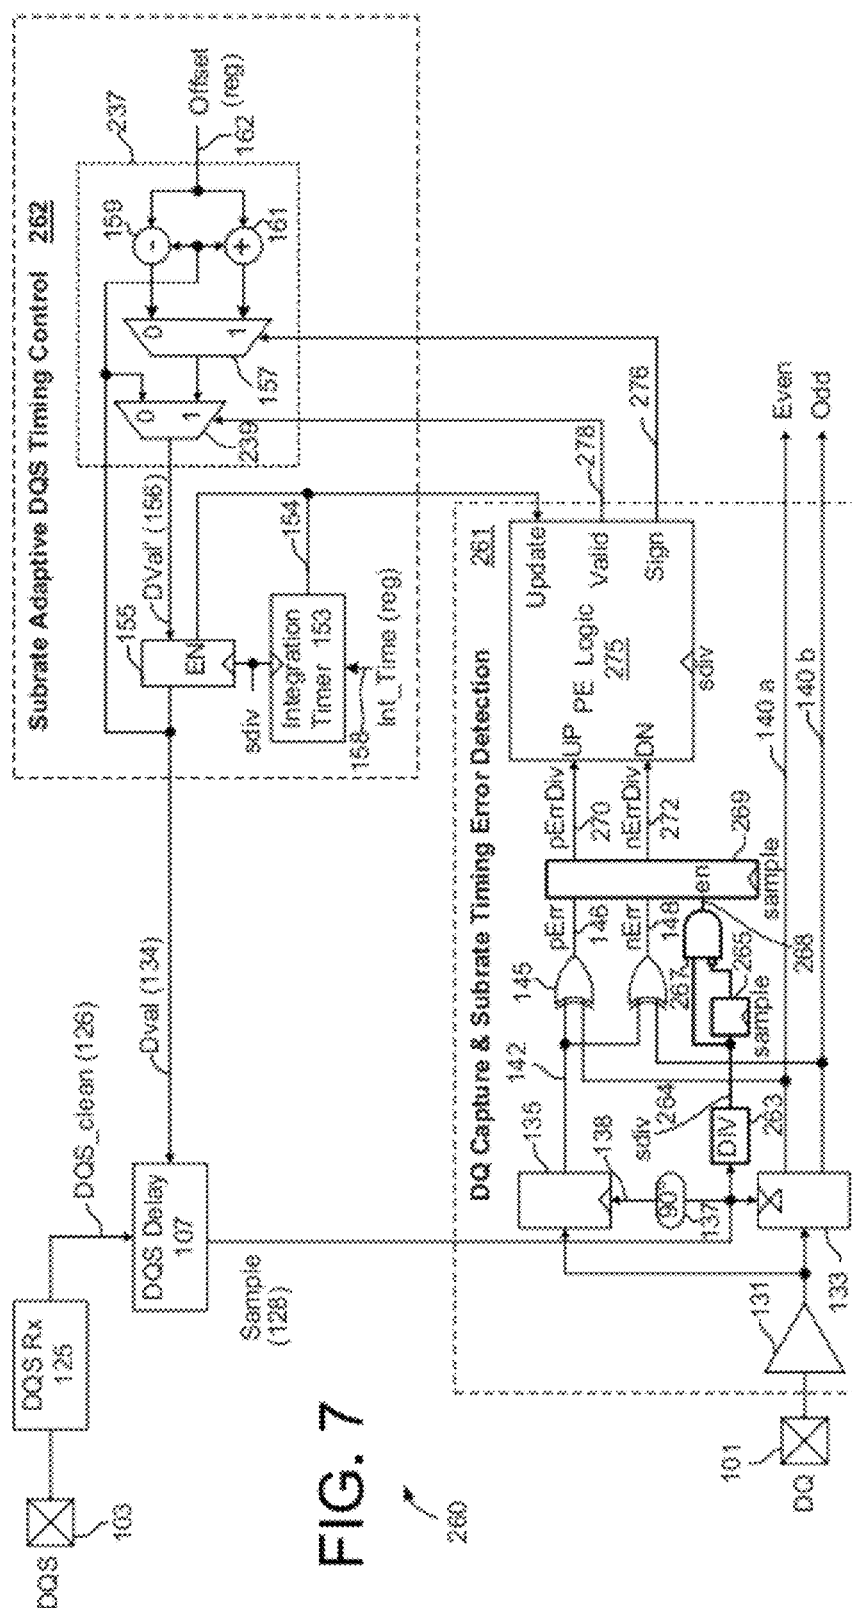 Subrate Adaptive DQS Timing Control 262
DQS
103
DQS Rx
125
DQS_clean (126)
DQS Delay
107
Dval (134)
Sample
(128)
155
EN
DVal' (156)
sdiv
Integration
Timer 153
154
158
Int_Time (reg)
239
0
1
157
0
1
159
-
+
161
237
162
Offset
(reg)
DQ Capture & Subrate Timing Error Detection 261
101
DQ
131
133
135
90°
137
138
142
DIV
263
sdiv
264
145
pErr
146
nErr
148
267
265
sample
268
en
269
sample
pErrDiv
270
nErrDiv
272
UP
DN
PE Logic
275
sdiv
Update
Valid
Sign
278
276
140 a
140 b
Even
Odd
FIG. 7
260